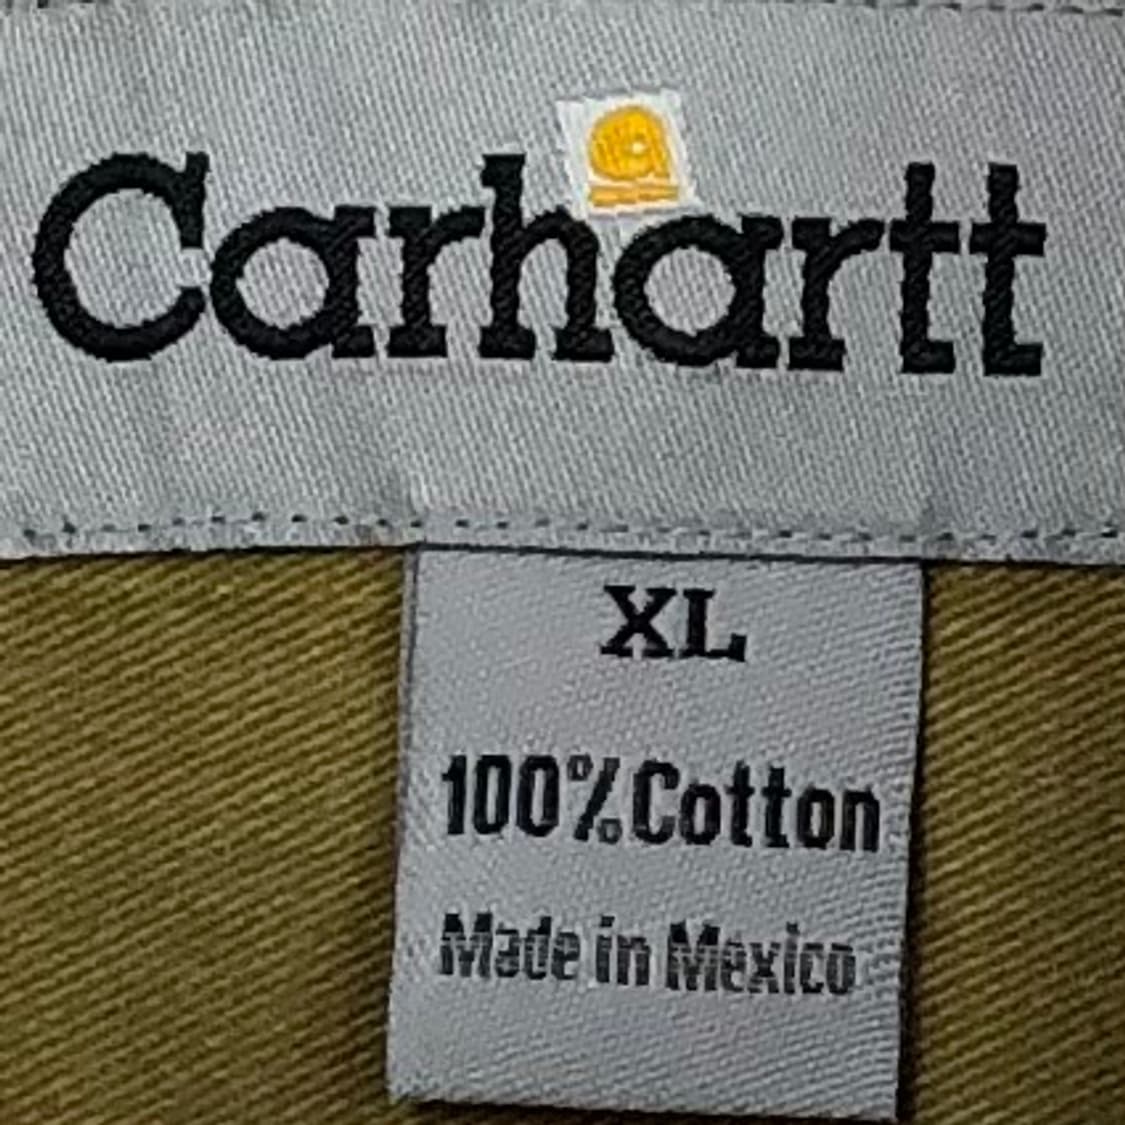 Carhartt
XL
100% Cotton
Made in Mexico